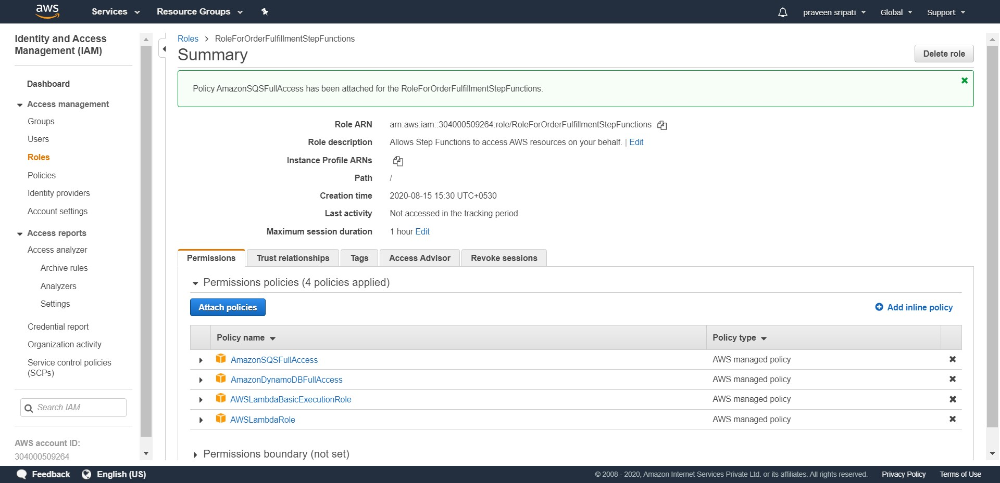 aws Services Resource Groups praveen sripati Global Support
Identity and Access
Management (IAM)
Dashboard
Access management
Groups
Users
Roles
Policies
Identity providers
Account settings
Access reports
Access analyzer
Archive rules
Analyzers
Settings
Credential report
Organization activity
Service control policies
(SCPs)
Search IAM
AWS account ID:
304000509264
Roles > RoleForOrderFulfillmentStepFunctions
Summary
Delete role
Policy AmazonSQSFullAccess has been attached for the RoleForOrderFulfillmentStepFunctions.
Role ARN arn:aws:iam::304000509264:role/RoleForOrderFulfillmentStepFunctions
Role description Allows Step Functions to access AWS resources on your behalf. | Edit
Instance Profile ARNs
Path /
Creation time 2020-08-15 15:30 UTC+0530
Last activity Not accessed in the tracking period
Maximum session duration 1 hour Edit
Permissions Trust relationships Tags Access Advisor Revoke sessions
Permissions policies (4 policies applied)
Attach policies Add inline policy
Policy name Policy type
AmazonSQSFullAccess AWS managed policy
AmazonDynamoDBFullAccess AWS managed policy
AWSLambdaBasicExecutionRole AWS managed policy
AWSLambdaRole AWS managed policy
Permissions boundary (not set)
Feedback English (US) © 2008 - 2020, Amazon Internet Services Private Ltd. or its affiliates. All rights reserved. Privacy Policy Terms of Use